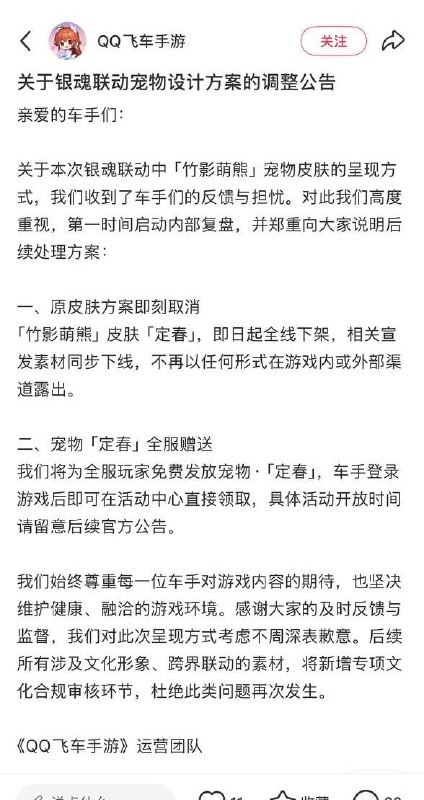 QQ飞车手游
关注
关于银魂联动宠物设计方案的调整公告
亲爱的车手们：
关于本次银魂联动中「竹影萌熊」宠物皮肤的呈现方
式，我们收到了车手们的反馈与担忧。对此我们高度
重视，第一时间启动内部复盘，并郑重向大家说明后
续处理方案：
一、原皮肤方案即刻取消
「竹影萌熊」皮肤「定春」，即日起全线下架，相关宣
发素材同步下线，不再以任何形式在游戏内或外部渠
道露出。
二、宠物「定春」全服赠送
我们将为全服玩家免费发放宠物·「定春」，车手登录
游戏后即可在活动中心直接领取，具体活动开放时间
请留意后续官方公告。
我们始终尊重每一位车手对游戏内容的期待，也坚决
维护健康、融洽的游戏环境。感谢大家的及时反馈与
监督，我们对此次呈现方式考虑不周深表歉意。后续
所有涉及文化形象、跨界联动的素材，将新增专项文
化合规审核环节，杜绝此类问题再次发生。
《QQ飞车手游》运营团队